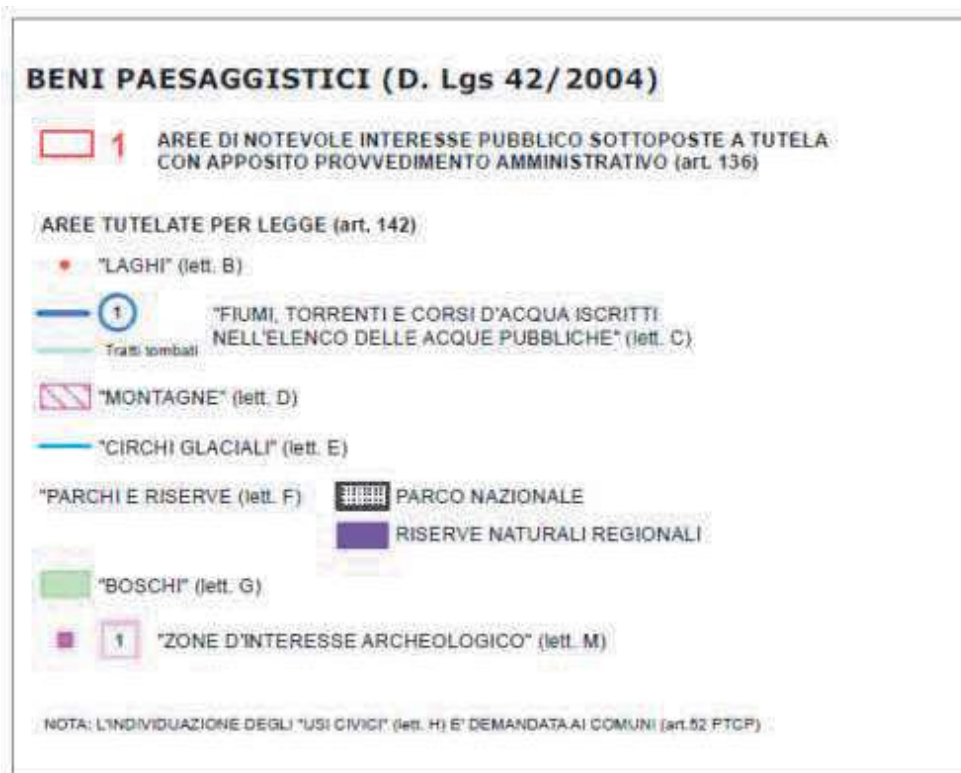 BENI PAESAGGISTICI (D. Lgs 42/2004)
1 AREE DI NOTEVOLE INTERESSE PUBBLICO SOTTOPOSTE A TUTELA
CON APPOSITO PROVVEDIMENTO AMMINISTRATIVO (art. 136)
AREE TUTELATE PER LEGGE (art. 142)
"LAGHI" (lett. B)
1 "FIUMI, TORRENTI E CORSI D'ACQUA ISCRITTI
NELL'ELENCO DELLE ACQUE PUBBLICHE" (lett. C)
Tratti tombati
"MONTAGNE" (lett. D)
"CIRCHI GLACIALI" (lett. E)
"PARCHI E RISERVE (lett. F) PARCO NAZIONALE
RISERVE NATURALI REGIONALI
"BOSCHI" (lett. G)
1 "ZONE D'INTERESSE ARCHEOLOGICO" (lett. M)
NOTA: L'INDIVIDUAZIONE DEGLI "USI CIVICI" (lett. H) E' DEMANDATA AI COMUNI (art.52 PTCP)